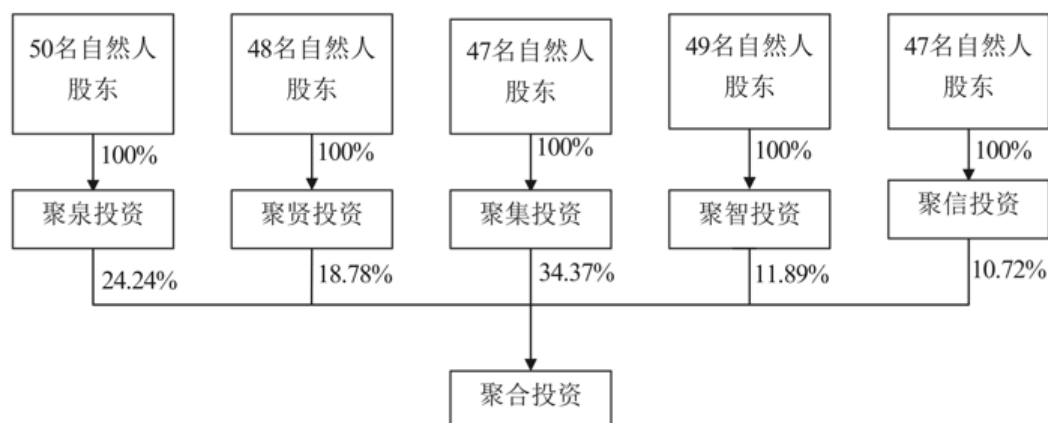 50名自然人
股东
48名自然人
股东
47名自然人
股东
49名自然人
股东
47名自然人
股东
100%
100%
100%
100%
100%
聚泉投资
聚贤投资
聚集投资
聚智投资
聚信投资
24.24%
18.78%
34.37%
11.89%
10.72%
聚合投资